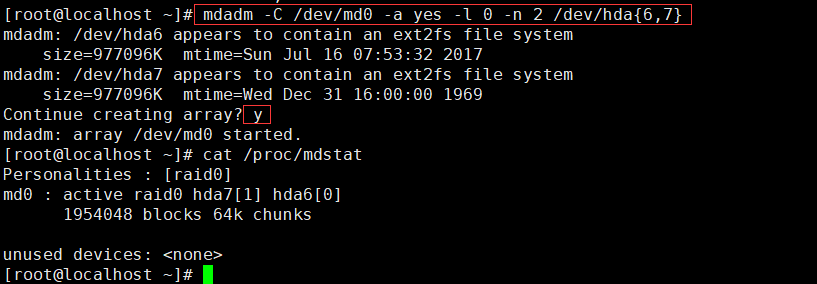 [root@localhost ~]# mdadm -C /dev/md0 -a yes -l 0 -n 2 /dev/hda{6,7}
mdadm: /dev/hda6 appears to contain an ext2fs file system
    size=977096K  mtime=Sun Jul 16 07:53:32 2017
mdadm: /dev/hda7 appears to contain an ext2fs file system
    size=977096K  mtime=Wed Dec 31 16:00:00 1969
Continue creating array? y
mdadm: array /dev/md0 started.
[root@localhost ~]# cat /proc/mdstat
Personalities : [raid0]
md0 : active raid0 hda7[1] hda6[0]
      1954048 blocks 64k chunks

unused devices: <none>
[root@localhost ~]#